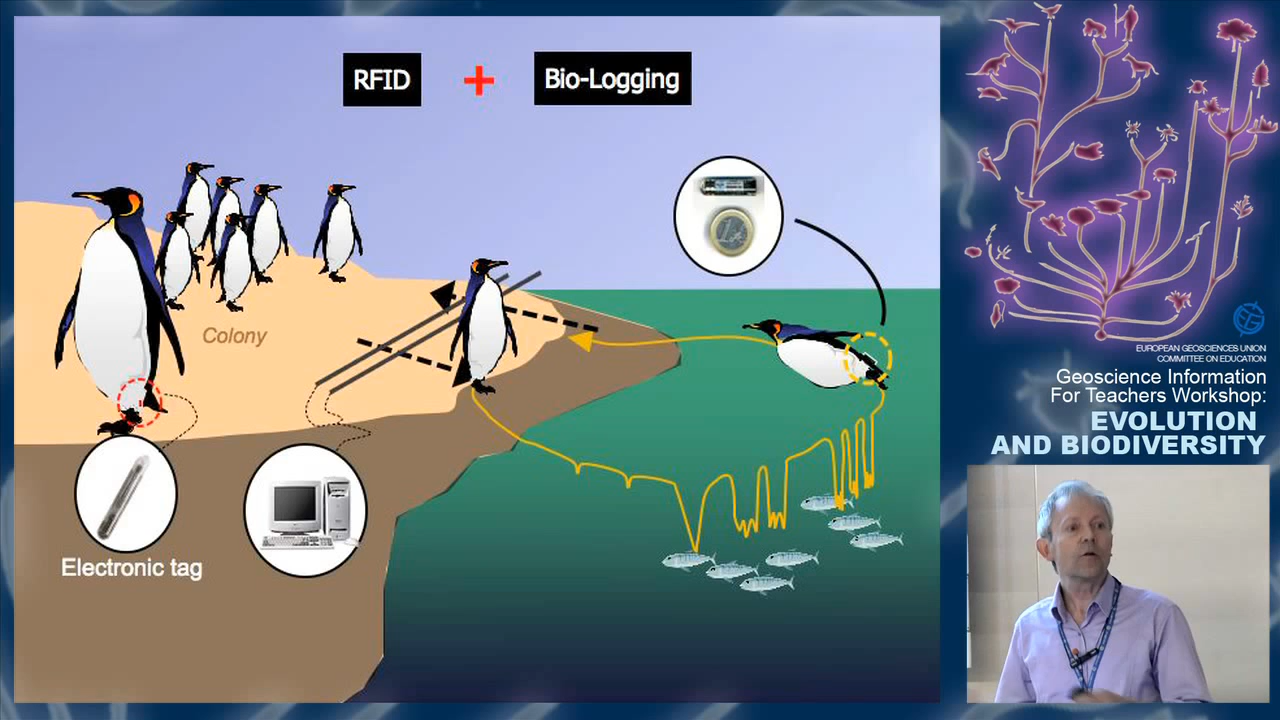 RFID
+
Bio-Logging
Colony
Electronic tag
EUROPEAN GEOSCIENCES UNION
COMMITTEE ON EDUCATION
Geoscience Information
For Teachers Workshop:
EVOLUTION
AND BIODIVERSITY